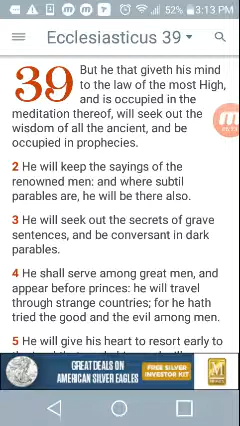 52% 3:13 PM
Ecclesiasticus 39
39 But he that giveth his mind
to the law of the most High,
and is occupied in the
meditation thereof, will seek out the
wisdom of all the ancient, and be
occupied in prophecies.
2 He will keep the sayings of the
renowned men: and where subtil
parables are, he will be there also.
3 He will seek out the secrets of grave
sentences, and be conversant in dark
parables.
4 He shall serve among great men, and
appear before princes: he will travel
through strange countries; for he hath
tried the good and the evil among men.
5 He will give his heart to resort early to
GREAT DEALS ON
AMERICAN SILVER EAGLES
FREE SILVER
INVESTOR KIT